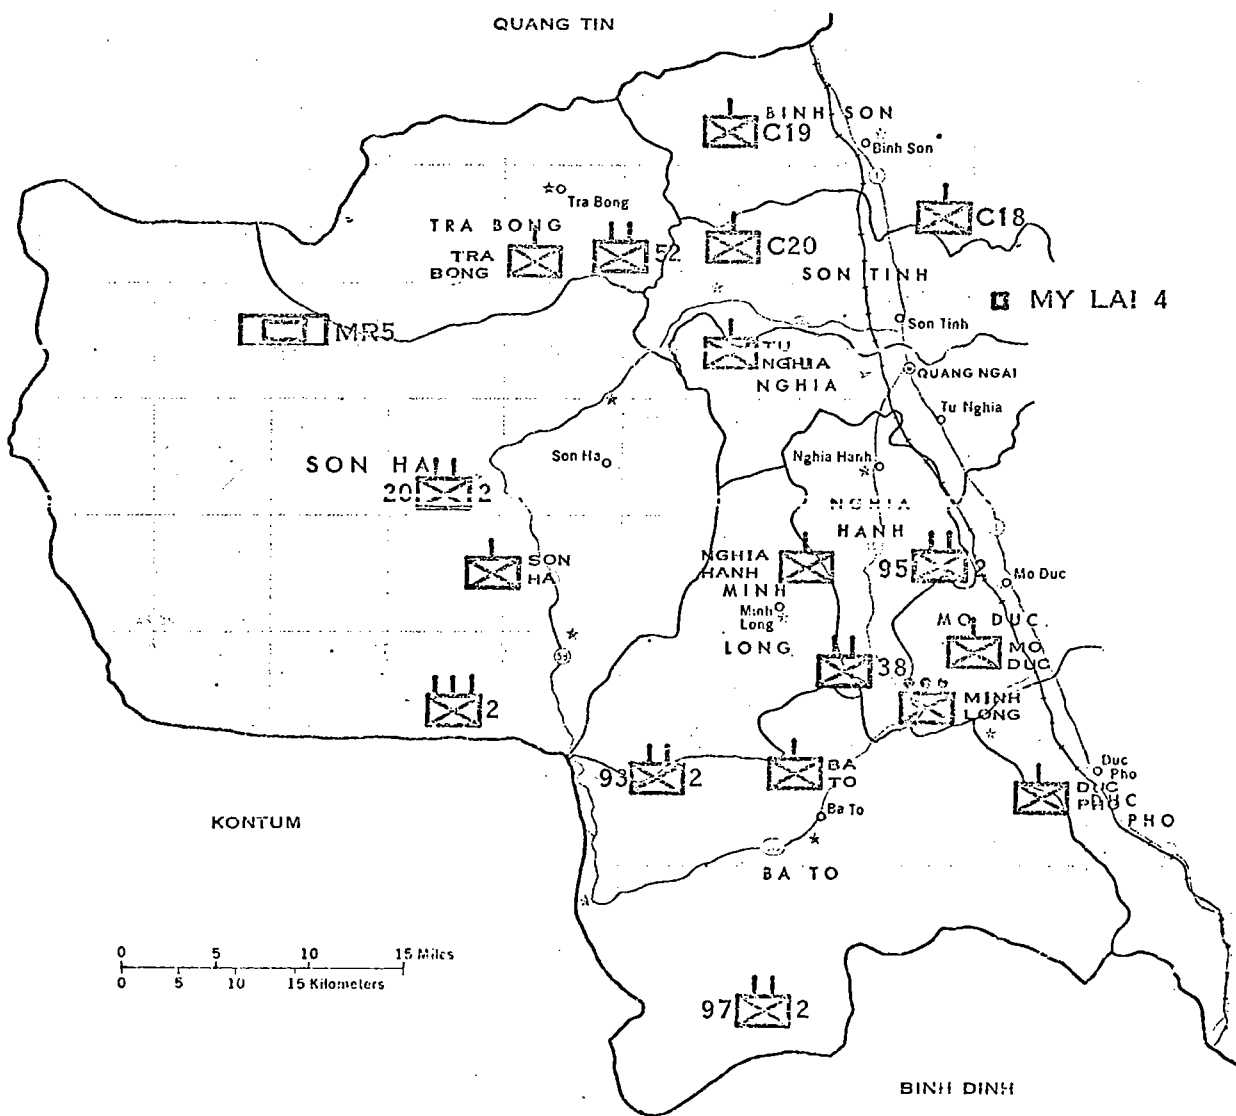 QUANG TIN
BINH SON
C19
Binh Son
1
Tra Bong
TRA BONG
TRA
BONG
52
C20
C18
SON TINH
MY LAI 4
MR5
Son Tinh
TU
NGHIA
NGHIA
QUANG NGAI
Tu Nghia
SON HA
Son Ha
Nghia Hanh
20
2
NGHIA
HANH
SON
HA
NGHIA
HANH
95
2
Mo Duc
MINH
Minh
Long
LONG
MO DUC
MO
DUC
38
MINH
LONG
2
93
2
BA
TO
Ba To
Duc
Pho
DUC
PHO
DUC
PHO
KONTUM
BA TO
0 5 10 15 Miles
0 5 10 15 Kilometers
97
2
BINH DINH